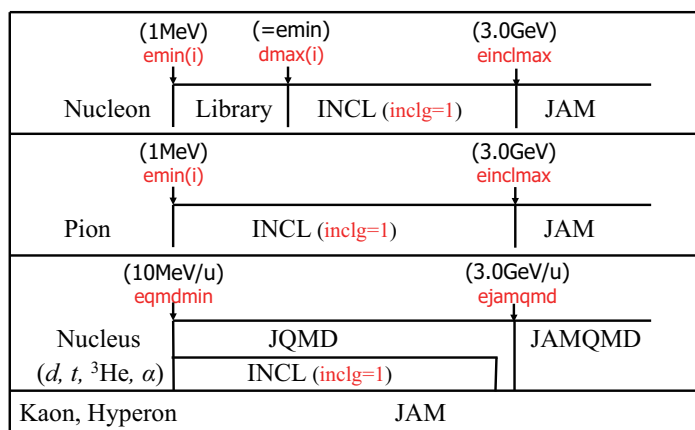 (1MeV) (=emin) (3.0GeV)
emin(i) dmax(i) einclmax
Nucleon Library INCL (inclg=1) JAM
(1MeV) (3.0GeV)
emin(i) einclmax
Pion INCL (inclg=1) JAM
(10MeV/u) (3.0GeV/u)
eqmdmin ejamqmd
Nucleus JQMD JAMQMD
(d, t, ³He, α) INCL (inclg=1)
Kaon, Hyperon JAM